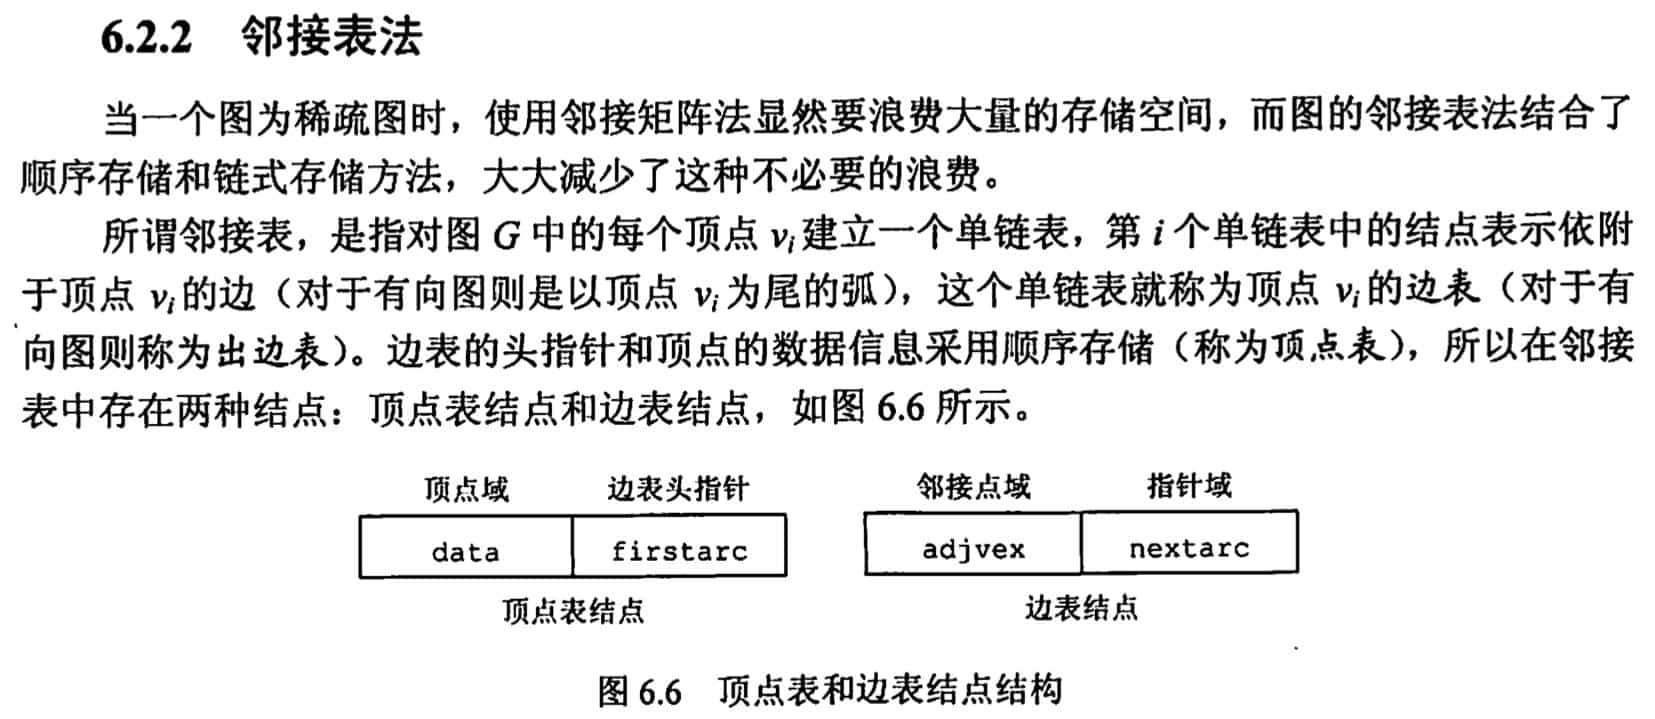 6.2.2 邻接表法
当一个图为稀疏图时，使用邻接矩阵法显然要浪费大量的存储空间，而图的邻接表法结合了
顺序存储和链式存储方法，大大减少了这种不必要的浪费。
所谓邻接表，是指对图 G 中的每个顶点 vi 建立一个单链表，第 i 个单链表中的结点表示依附
于顶点 vi 的边（对于有向图则是以顶点 vi 为尾的弧），这个单链表就称为顶点 vi 的边表（对于有
向图则称为出边表）。边表的头指针和顶点的数据信息采用顺序存储（称为顶点表），所以在邻接
表中存在两种结点：顶点表结点和边表结点，如图 6.6 所示。
顶点域 边表头指针 邻接点域 指针域
data firstarc adjvex nextarc
顶点表结点 边表结点
图 6.6 顶点表和边表结点结构